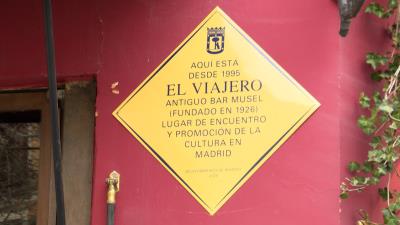 AQUÍ ESTA
DESDE 1995
EL VIAJERO
ANTIGUO BAR MUSEL
(FUNDADO EN 1926)
LUGAR DE ENCUENTRO
Y PROMOCIÓN DE LA
CULTURA EN
MADRID